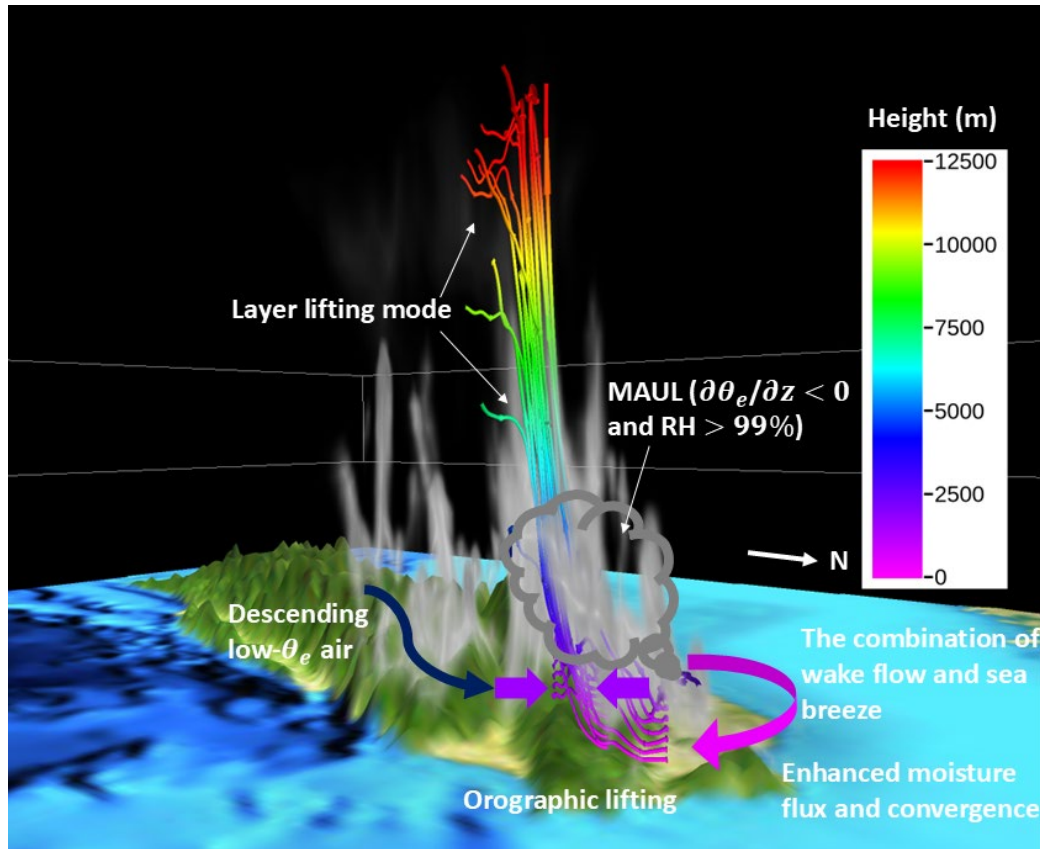 Height (m)
12500
10000
7500
5000
2500
0
Layer lifting mode
MAUL (∂θₑ/∂z < 0
and RH > 99%)
N
Descending
low-θₑ air
The combination of
wake flow and sea
breeze
Orographic lifting
Enhanced moisture
flux and convergence